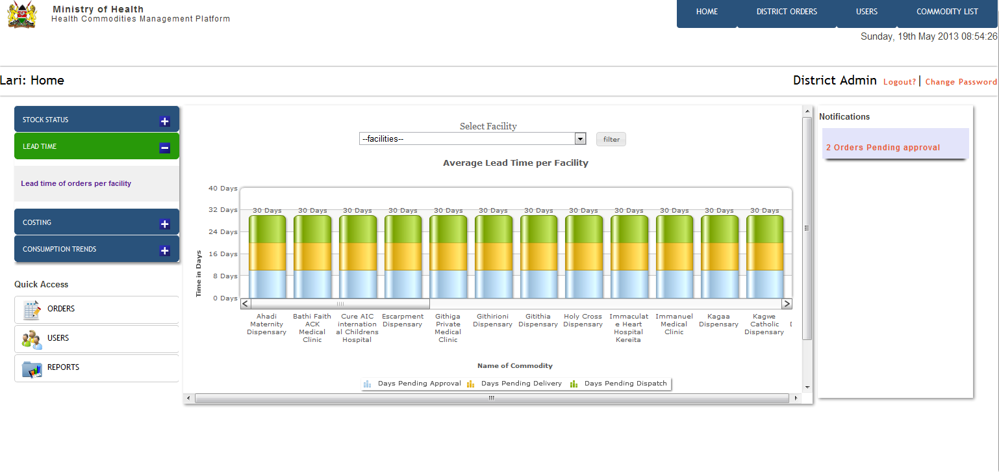 Ministry of Health
Health Commodities Management Platform
HOME
DISTRICT ORDERS
USERS
COMMODITY LIST
Sunday, 19th May 2013 08:54:26
Lari: Home
District Admin Logout? | Change Password
STOCK STATUS
LEAD TIME
Lead time of orders per facility
COSTING
CONSUMPTION TRENDS
Quick Access
ORDERS
USERS
REPORTS
Select Facility
--facilities--
filter
Average Lead Time per Facility
Time in Days
40 Days
32 Days
24 Days
16 Days
8 Days
0 Days
30 Days 30 Days 30 Days 30 Days 30 Days 30 Days 30 Days 30 Days 30 Days 30 Days 30 Days 30 Days
Ahadi
Maternity
Dispensary
Bathi Faith
ACK
Medical
Clinic
Cure AIC
internation
al Childrens
Hospital
Escarpment
Dispensary
Githiga
Private
Medical
Clinic
Githirioni
Dispensary
Gitithia
Dispensary
Holy Cross
Dispensary
Immaculat
e Heart
Hospital
Kereita
Immanuel
Medical
Clinic
Kagaa
Dispensary
Kagwe
Catholic
Dispensary
Name of Commodity
Days Pending Approval Days Pending Delivery Days Pending Dispatch
Notifications
2 Orders Pending approval